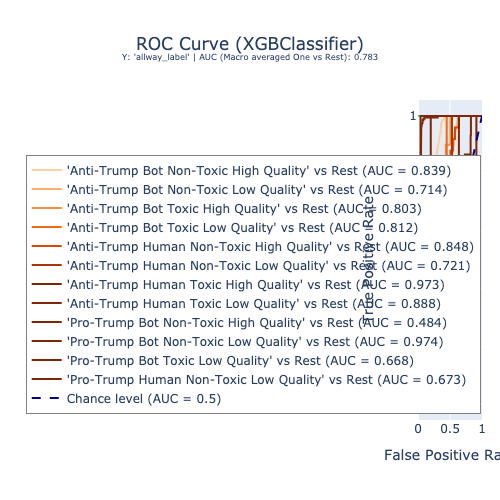 ROC Curve (XGBClassifier)
Y: 'allway_label' | AUC (Macro averaged One vs Rest): 0.783
1
'Anti-Trump Bot Non-Toxic High Quality' vs Rest (AUC = 0.839)
'Anti-Trump Bot Non-Toxic Low Quality' vs Rest (AUC = 0.714)
'Anti-Trump Bot Toxic High Quality' vs Rest (AUC = 0.803)
'Anti-Trump Bot Toxic Low Quality' vs Rest (AUC = 0.812)
'Anti-Trump Human Non-Toxic High Quality' vs Rest (AUC = 0.848)
'Anti-Trump Human Non-Toxic Low Quality' vs Rest (AUC = 0.721)
'Anti-Trump Human Toxic High Quality' vs Rest (AUC = 0.973)
'Anti-Trump Human Toxic Low Quality' vs Rest (AUC = 0.888)
'Pro-Trump Bot Non-Toxic High Quality' vs Rest (AUC = 0.484)
'Pro-Trump Bot Non-Toxic Low Quality' vs Rest (AUC = 0.974)
'Pro-Trump Bot Toxic Low Quality' vs Rest (AUC = 0.668)
'Pro-Trump Human Non-Toxic Low Quality' vs Rest (AUC = 0.673)
Chance level (AUC = 0.5)
True Positive Rate
0 0.5 1
False Positive Ra